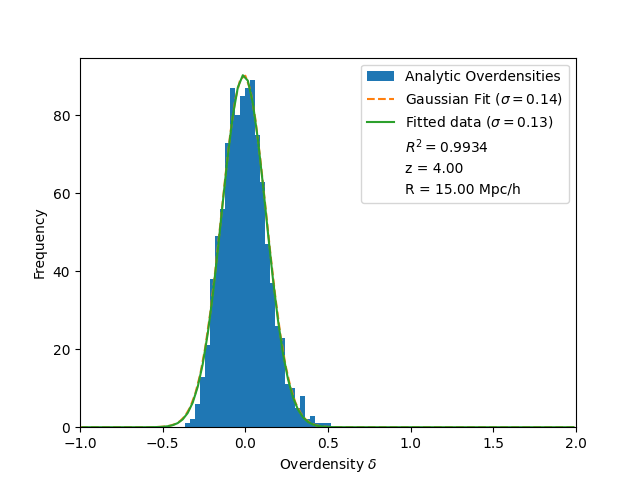 Analytic Overdensities
Gaussian Fit (σ = 0.14)
Fitted data (σ = 0.13)
R² = 0.9934
z = 4.00
R = 15.00 Mpc/h
Frequency
80
60
40
20
0
−1.0 −0.5 0.0 0.5 1.0 1.5 2.0
Overdensity δ